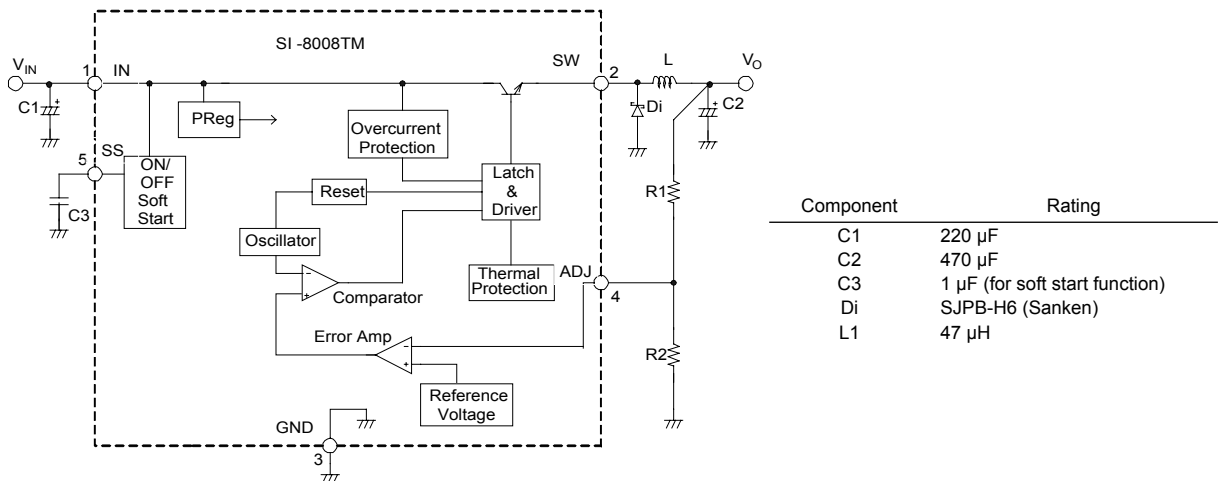 SI -8008TM
VIN
1
IN
SW
2
L
VO
C1
+
PReg
Overcurrent
Protection
Di
+
C2
5
SS
ON/
OFF
Soft
Start
C3
Reset
Latch
&
Driver
R1
Oscillator
−
+
Comparator
Thermal
Protection
ADJ
4
Error Amp
−
+
Reference
Voltage
R2
GND
3
Component Rating
C1 220 µF
C2 470 µF
C3 1 µF (for soft start function)
Di SJPB-H6 (Sanken)
L1 47 µH